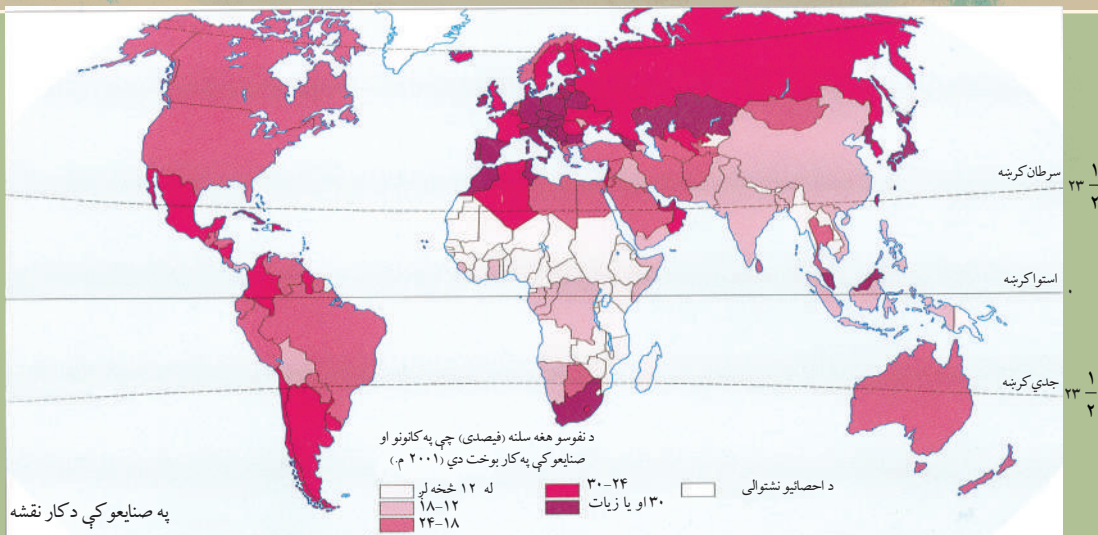 سرطان کرښه
۲۳ ۱/۲
استوا کرښه
۰
جدي کرښه
۲۳ ۱/۲
د نفوسو هغه سلنه (فیصدی) چې په کانونو او
صنایعو کې په کار بوخت دي (۲۰۰۱ م.)
له ۱۲ څخه لږ
۱۸-۱۲
۲۴-۱۸
۳۰-۲۴
۳۰ او یا زیات
د احصائیو نشتوالی
په صنایعو کې د کار نقشه